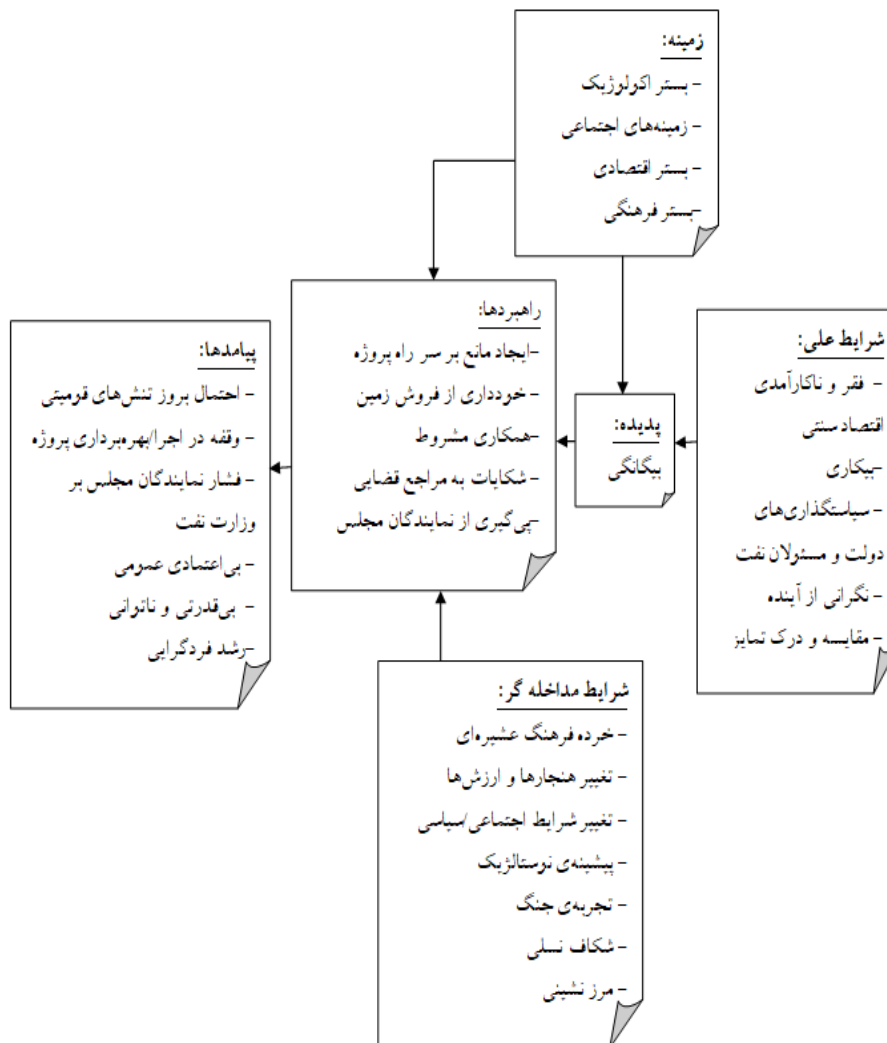 زمینه:
- بستر اکولوژیک
- زمینه‌های اجتماعی
- بستر اقتصادی
-بستر فرهنگی
شرایط علی:
- فقر و ناکارآمدی
اقتصاد سنتی
-بیکاری
- سیاستگذاری‌های
دولت و مسئولان نفت
- نگرانی از آینده
- مقایسه و درک تمایز
پدیده:
بیگانگی
راهبردها:
-ایجاد مانع بر سر راه پروژه
- خودداری از فروش زمین
-همکاری مشروط
- شکایات به مراجع قضایی
-پی‌گیری از نمایندگان مجلس
پیامدها:
- احتمال بروز تنش‌های قومیتی
- وقفه در اجرا/بهره‌برداری پروژه
- فشار نمایندگان مجلس بر
وزارت نفت
- بی‌اعتمادی عمومی
- بی‌قدرتی و ناتوانی
-رشد فردگرایی
شرایط مداخله گر:
- خرده فرهنگ عشیره‌ای
- تغییر هنجارها و ارزش‌ها
- تغییر شرایط اجتماعی/سیاسی
- پیشینه‌ی نوستالژیک
- تجربه‌ی جنگ
- شکاف نسلی
- مرز نشینی